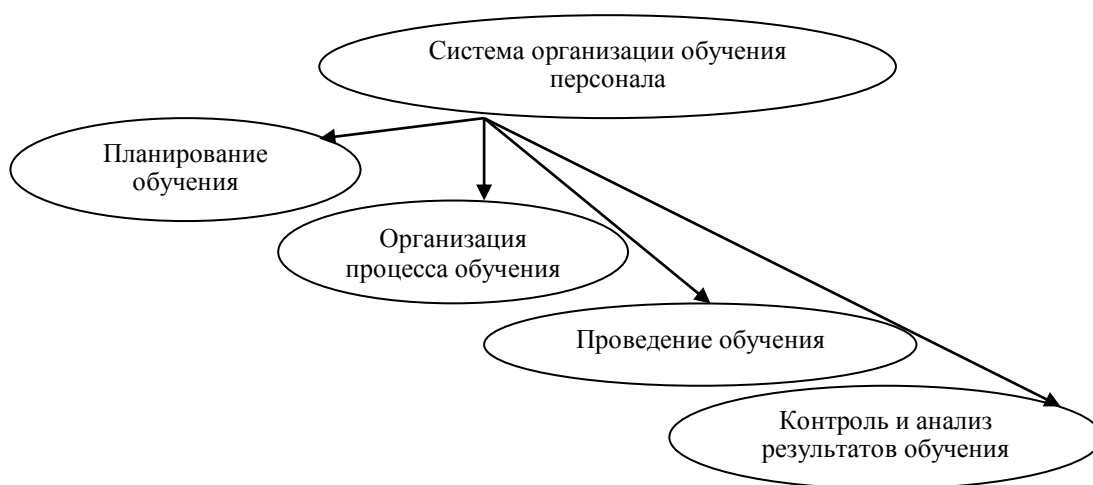 Система организации обучения
персонала
Планирование
обучения
Организация
процесса обучения
Проведение обучения
Контроль и анализ
результатов обучения